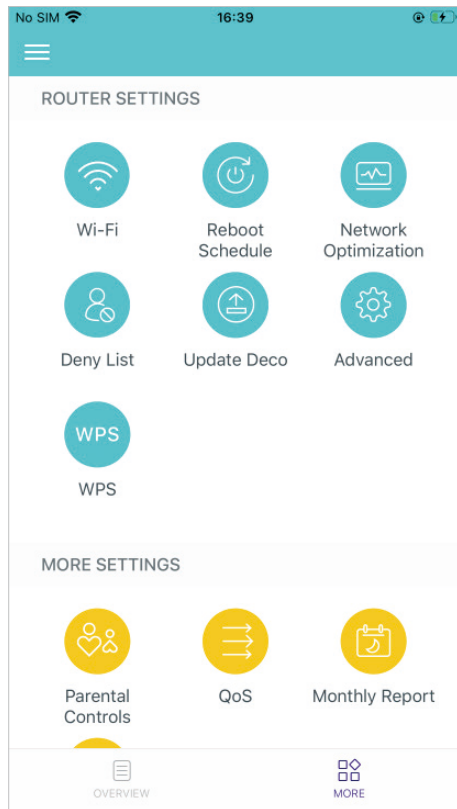 No SIM 16:39
ROUTER SETTINGS
Wi-Fi
Reboot
Schedule
Network
Optimization
Deny List
Update Deco
Advanced
WPS
WPS
MORE SETTINGS
Parental
Controls
QoS
Monthly Report
OVERVIEW
MORE